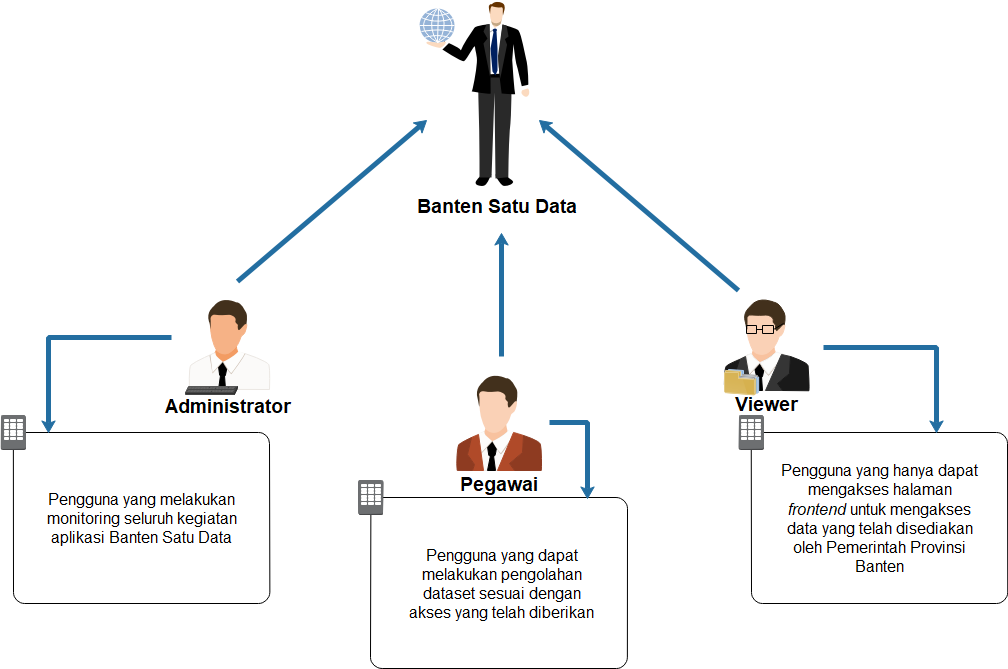 Banten Satu Data
Administrator
Pengguna yang melakukan
monitoring seluruh kegiatan
aplikasi Banten Satu Data
Pegawai
Pengguna yang dapat
melakukan pengolahan
dataset sesuai dengan
akses yang telah diberikan
Viewer
Pengguna yang hanya dapat
mengakses halaman
frontend untuk mengakses
data yang telah disediakan
oleh Pemerintah Provinsi
Banten